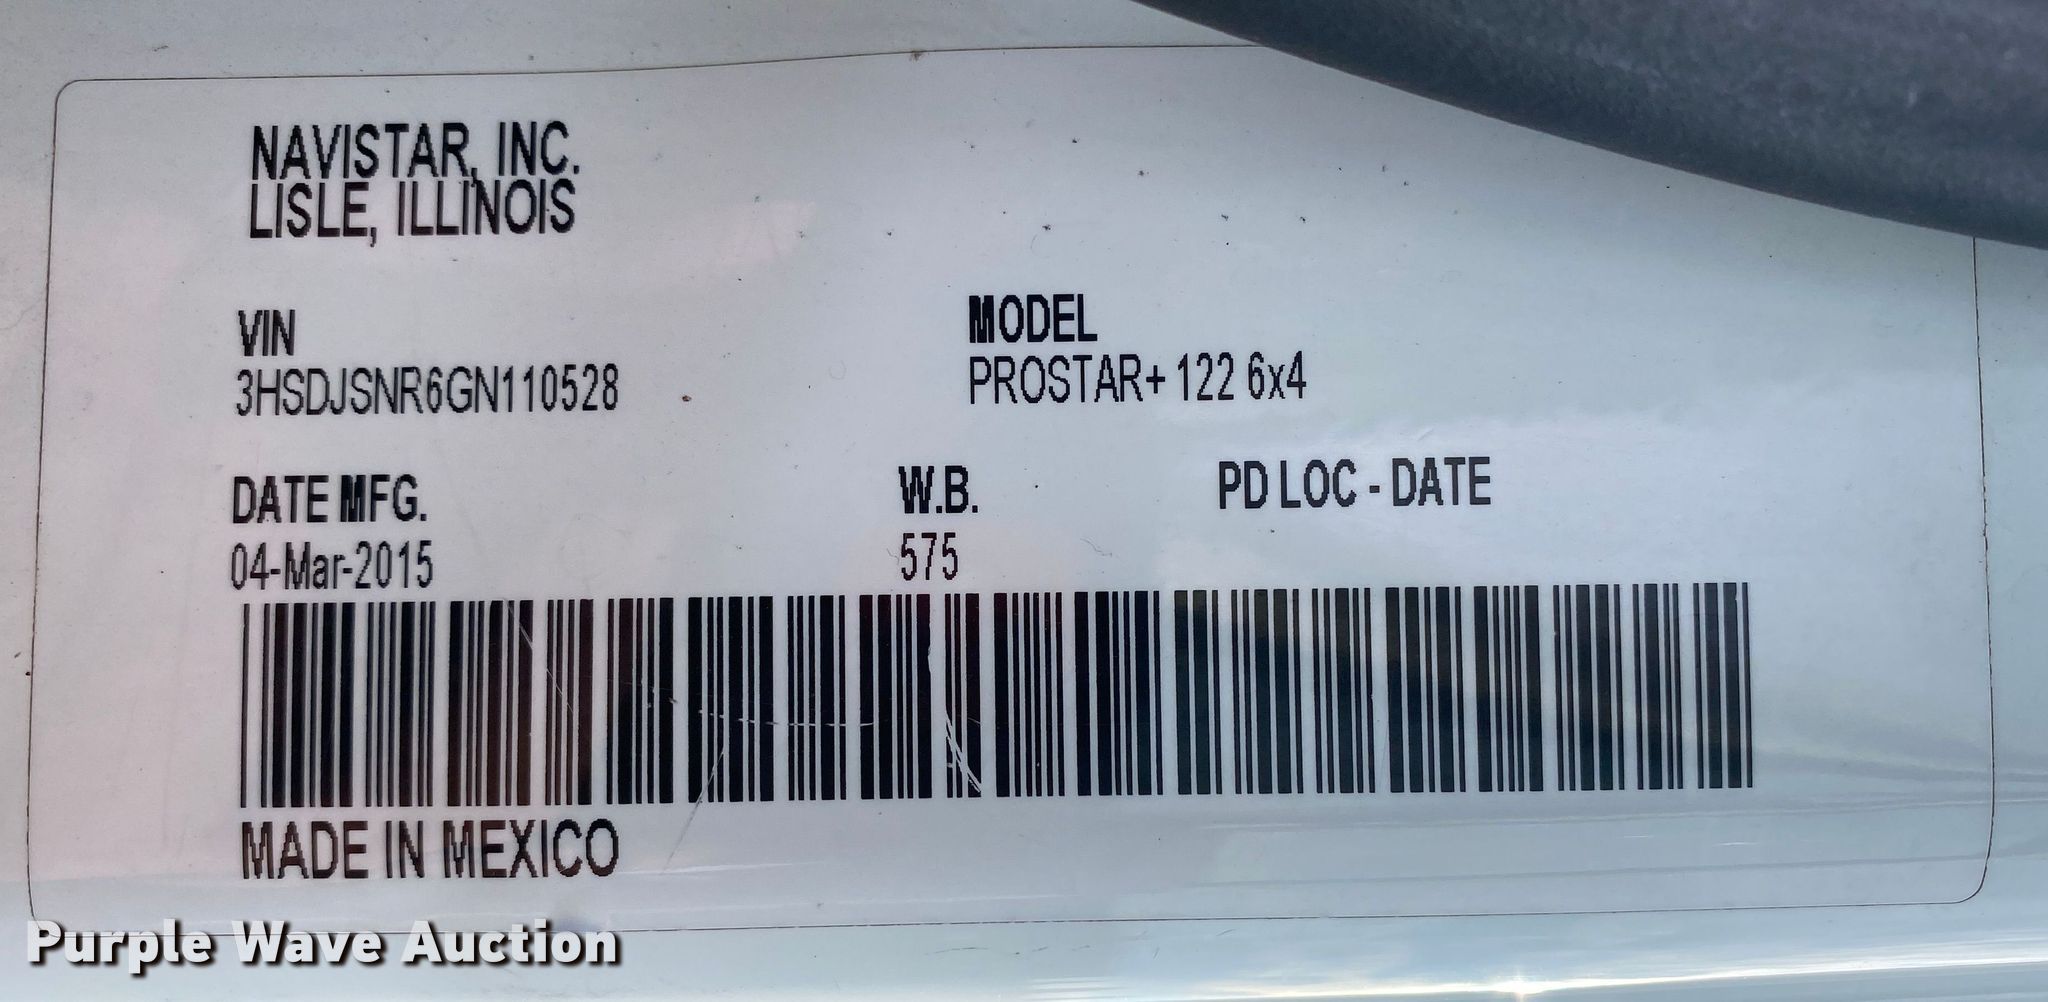 NAVISTAR, INC.
LISLE, ILLINOIS
VIN
3HSDJSNR6GN110528
MODEL
PROSTAR+ 122 6x4
DATE MFG.
04-Mar-2015
W.B.
575
PD LOC - DATE
MADE IN MEXICO
Purple Wave Auction